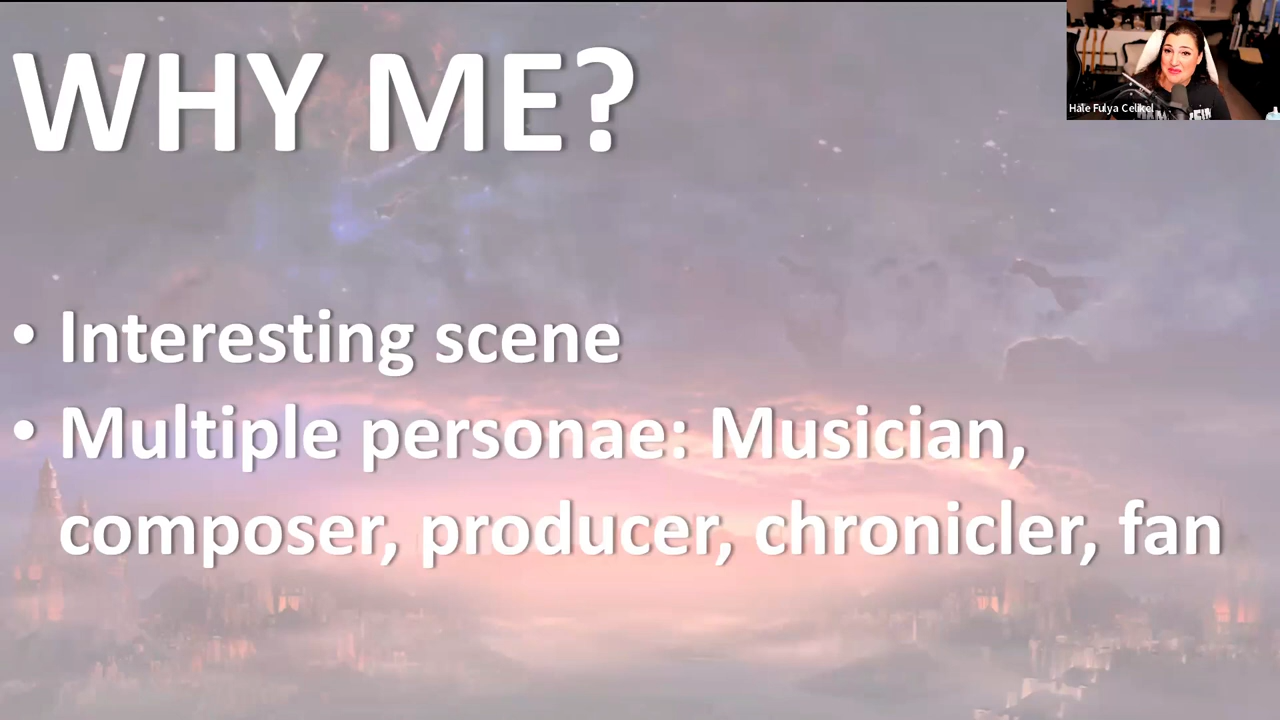 WHY ME?
Hale Fulya Celikel
• Interesting scene
• Multiple personae: Musician,
composer, producer, chronicler, fan